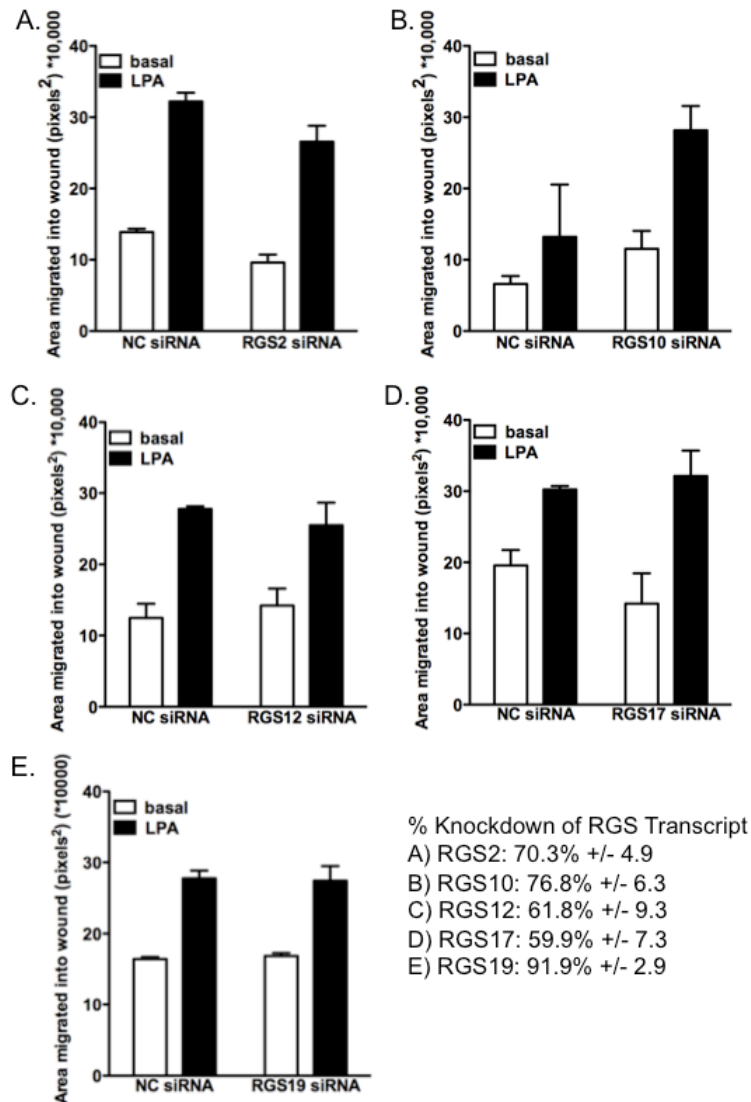 A.
Area migrated into wound (pixels²) *10,000
40
30
20
10
0
basal
LPA
NC siRNA
RGS2 siRNA
B.
Area migrated into wound (pixels²) *10,000
40
30
20
10
0
basal
LPA
NC siRNA
RGS10 siRNA
C.
Area migrated into wound (pixels²) *10,000
40
30
20
10
0
basal
LPA
NC siRNA
RGS12 siRNA
D.
Area migrated into wound (pixels²) *10,000
40
30
20
10
0
basal
LPA
NC siRNA
RGS17 siRNA
E.
Area migrated into wound (pixels²) (*10000)
40
30
20
10
0
basal
LPA
NC siRNA
RGS19 siRNA
% Knockdown of RGS Transcript
A) RGS2: 70.3% +/- 4.9
B) RGS10: 76.8% +/- 6.3
C) RGS12: 61.8% +/- 9.3
D) RGS17: 59.9% +/- 7.3
E) RGS19: 91.9% +/- 2.9